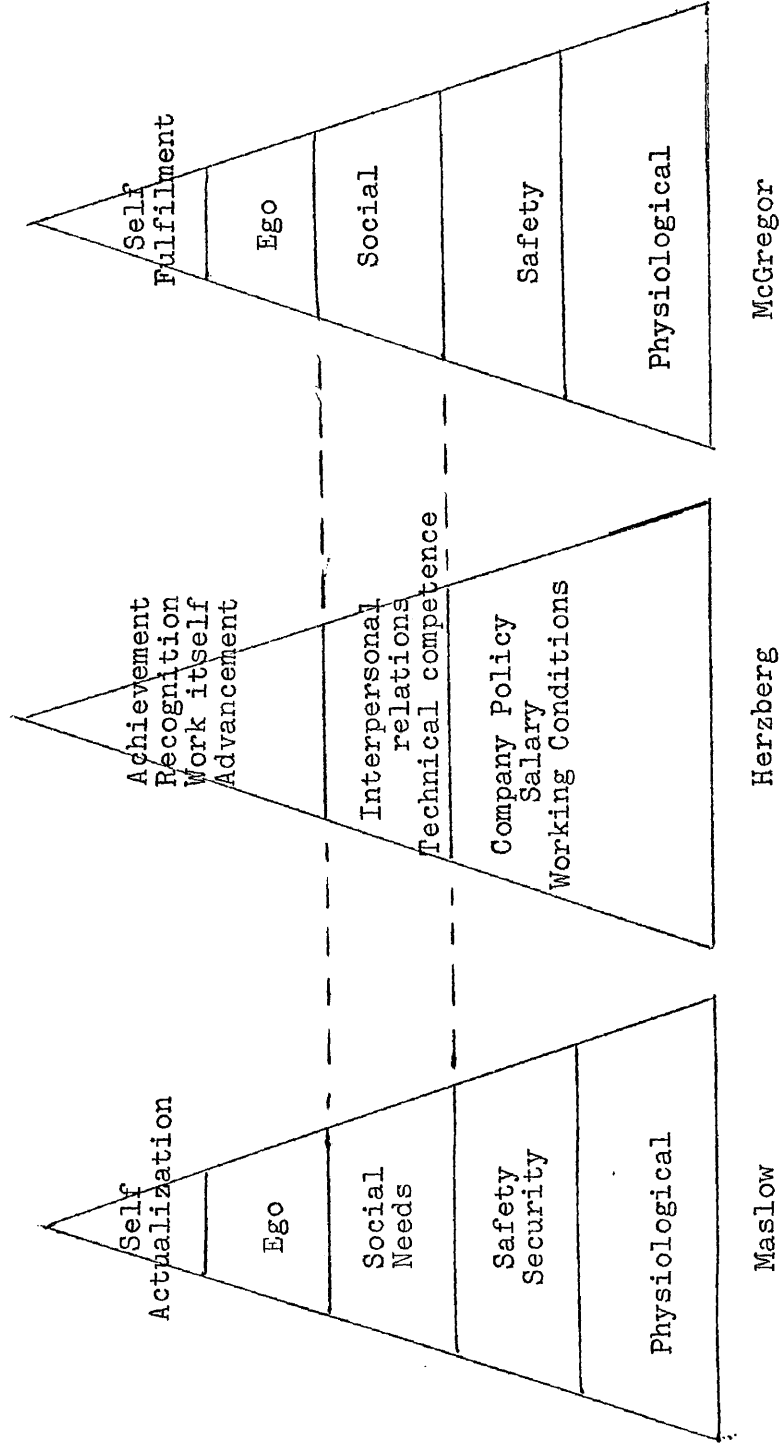 Self
Actualization
Ego
Social
Needs
Safety
Security
Physiological
Maslow
Achievement
Recognition
Work itself
Advancement
Interpersonal
relations
Technical competence
Company Policy
Salary
Working Conditions
Herzberg
Self
Fulfilment
Ego
Social
Safety
Physiological
McGregor